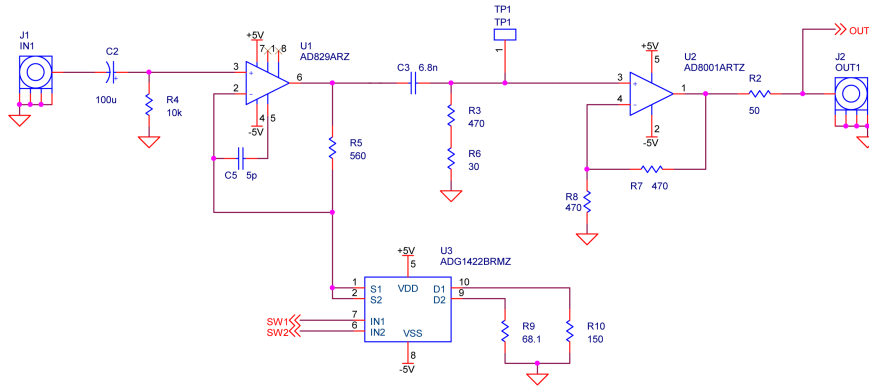 J1
IN1
C2
100u
R4
10k
+5V
7 1 8
U1
AD829ARZ
3
2
6
4 5
-5V
C5 5p
R5
560
C3 6.8n
TP1
TP1
1
R3
470
R6
30
+5V
5
U2
AD8001ARTZ
3
4
1
2
-5V
R2
50
OUT
J2
OUT1
R7 470
R8
470
+5V
5
U3
ADG1422BRMZ
1 S1 VDD D1 10
2 S2 D2 9
SW1 7 IN1
SW2 6 IN2
VSS
8
-5V
R9
68.1
R10
150